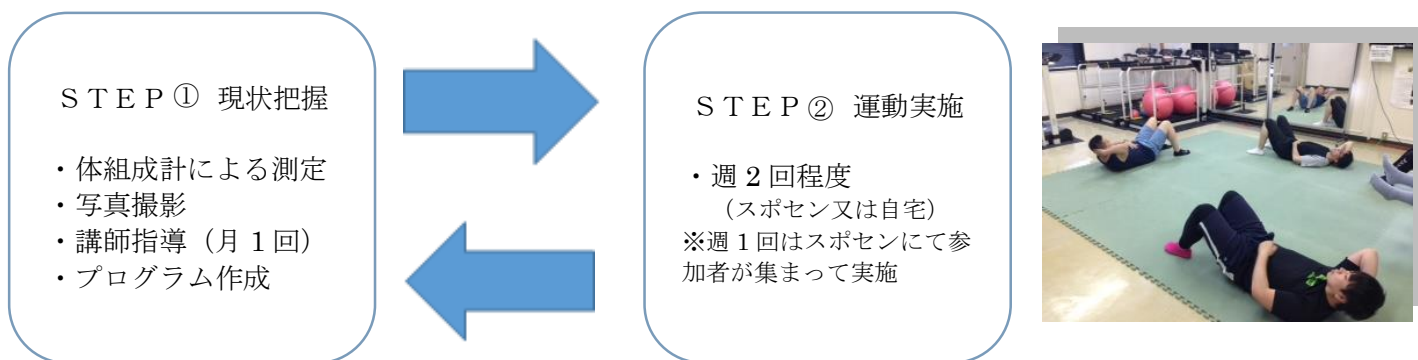 ＳＴＥＰ① 現状把握
・体組成計による測定
・写真撮影
・講師指導（月１回）
・プログラム作成
ＳＴＥＰ② 運動実施
・週２回程度
（スポセン又は自宅）
※週１回はスポセンにて参
加者が集まって実施